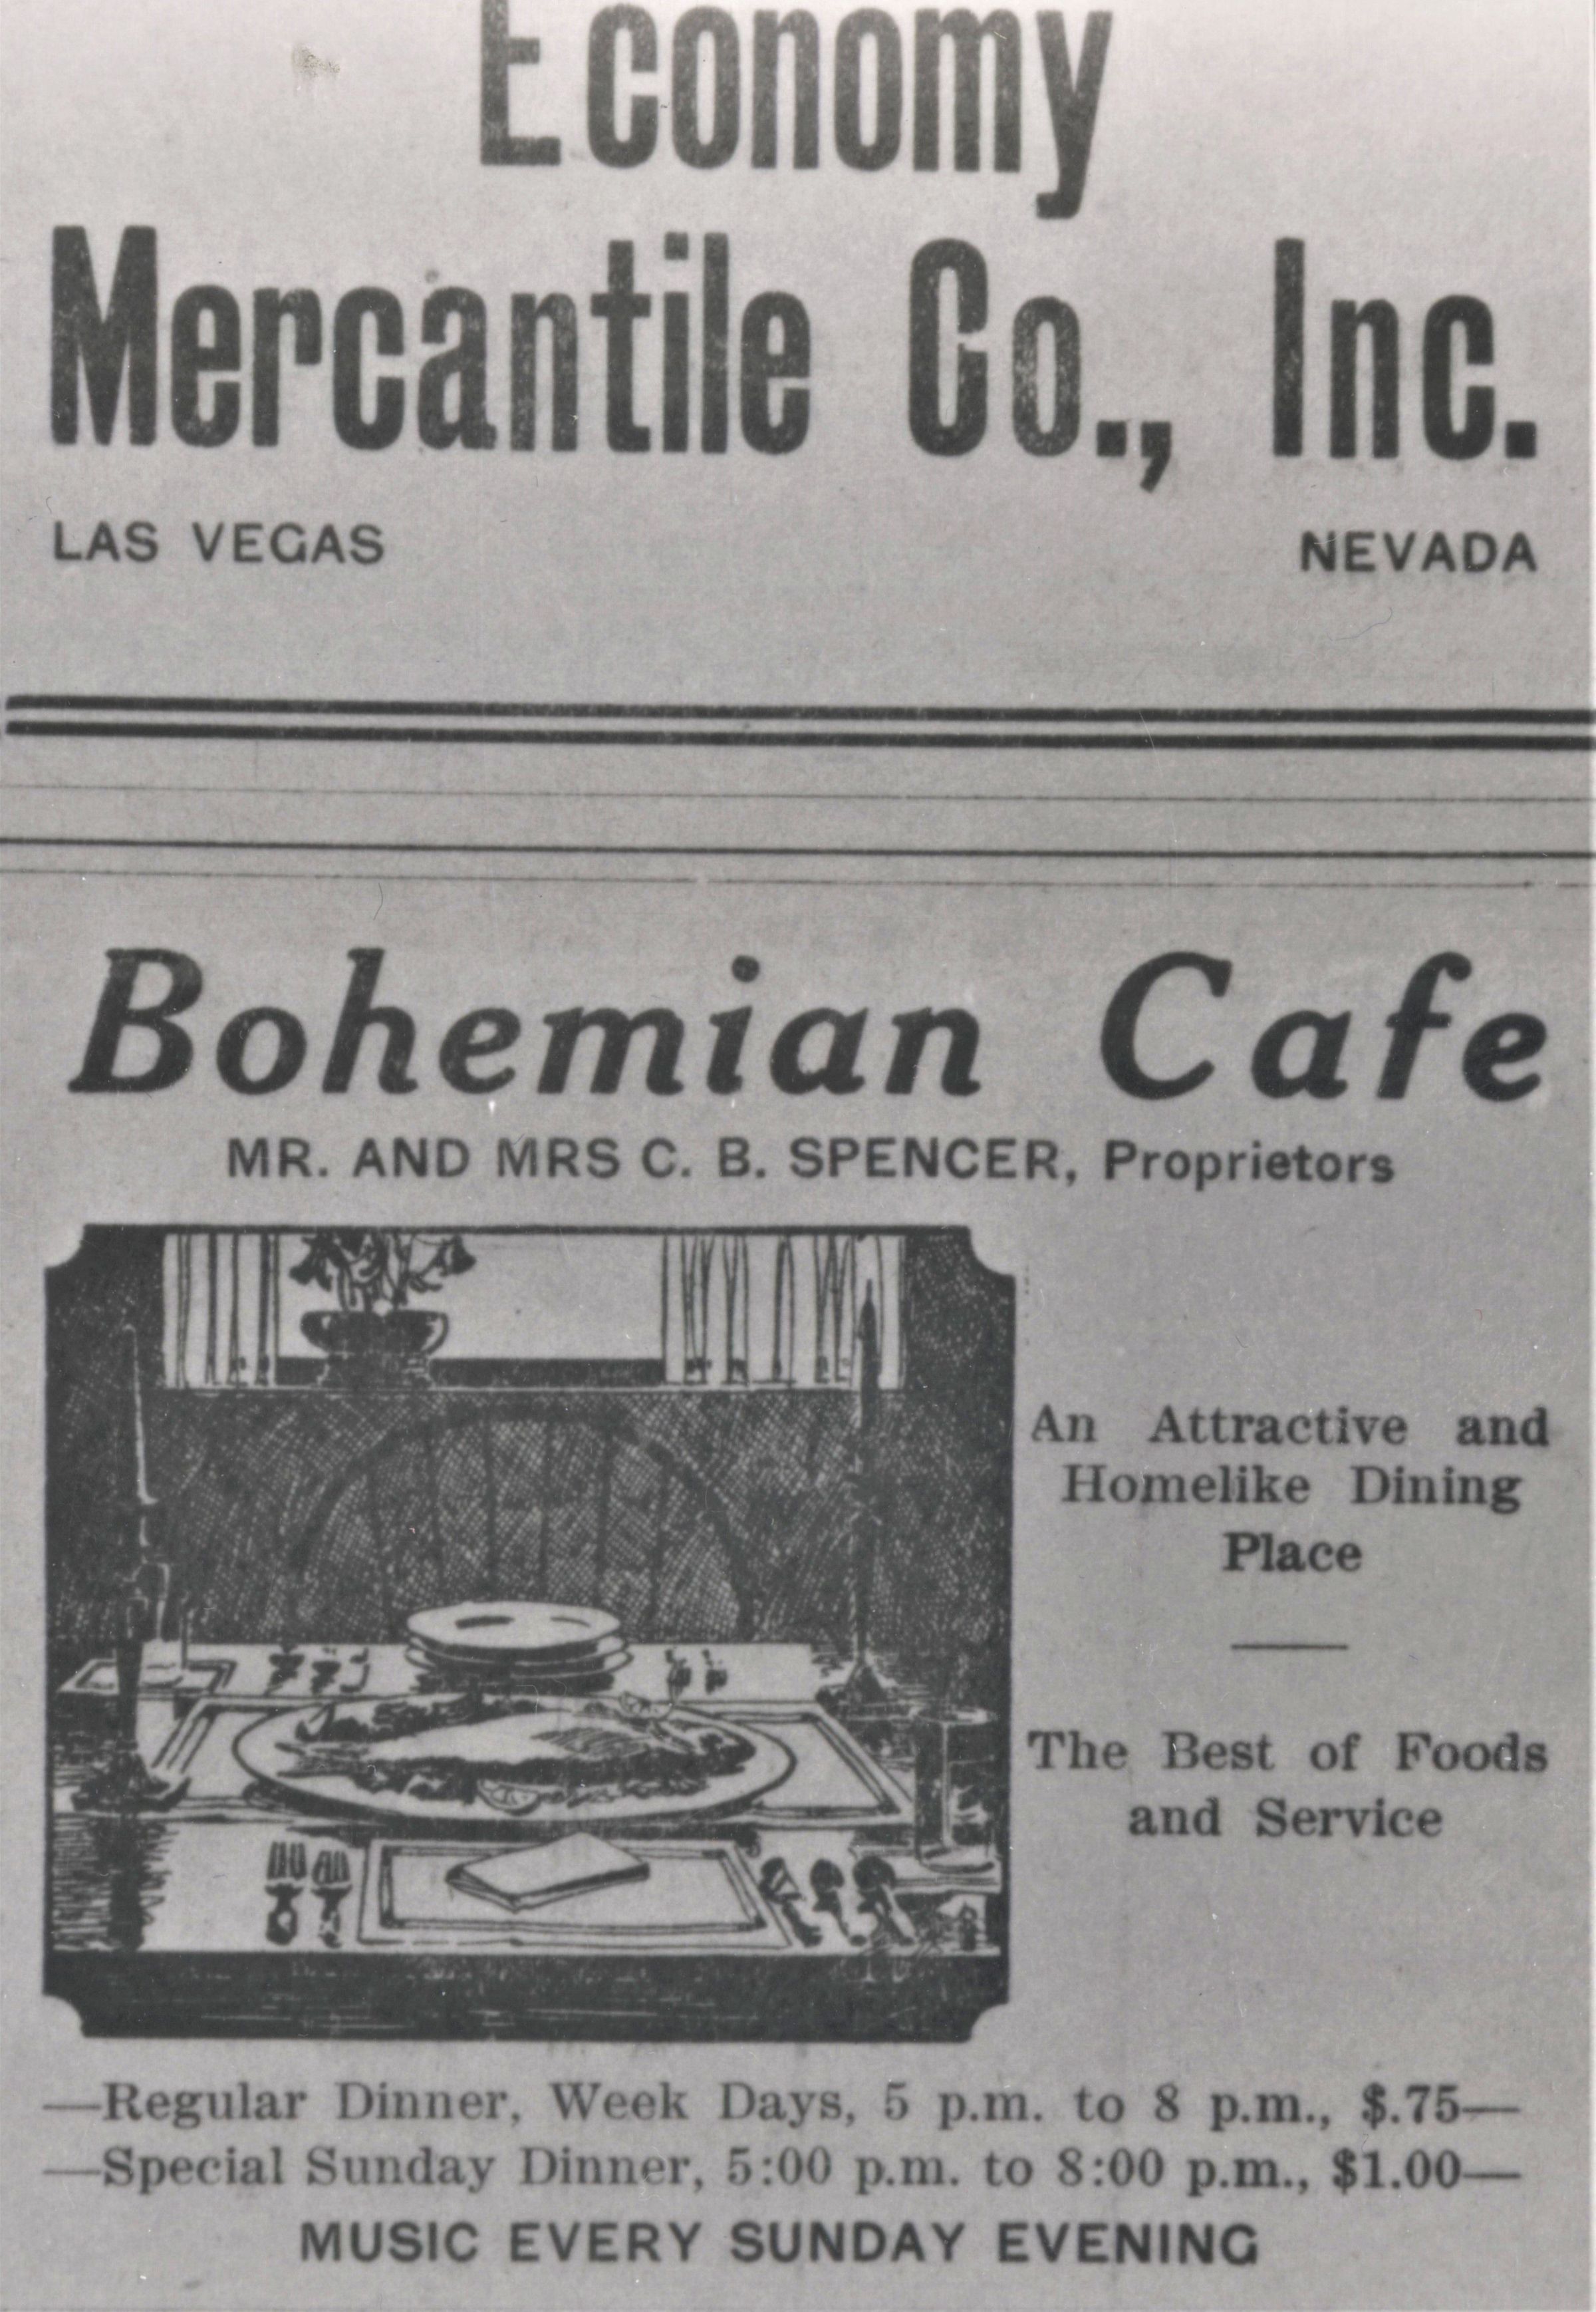 Economy
Mercantile Co., Inc.
LAS VEGAS NEVADA
Bohemian Cafe
MR. AND MRS C. B. SPENCER, Proprietors
An Attractive and
Homelike Dining
Place
The Best of Foods
and Service
—Regular Dinner, Week Days, 5 p.m. to 8 p.m., $.75—
—Special Sunday Dinner, 5:00 p.m. to 8:00 p.m., $1.00—
MUSIC EVERY SUNDAY EVENING